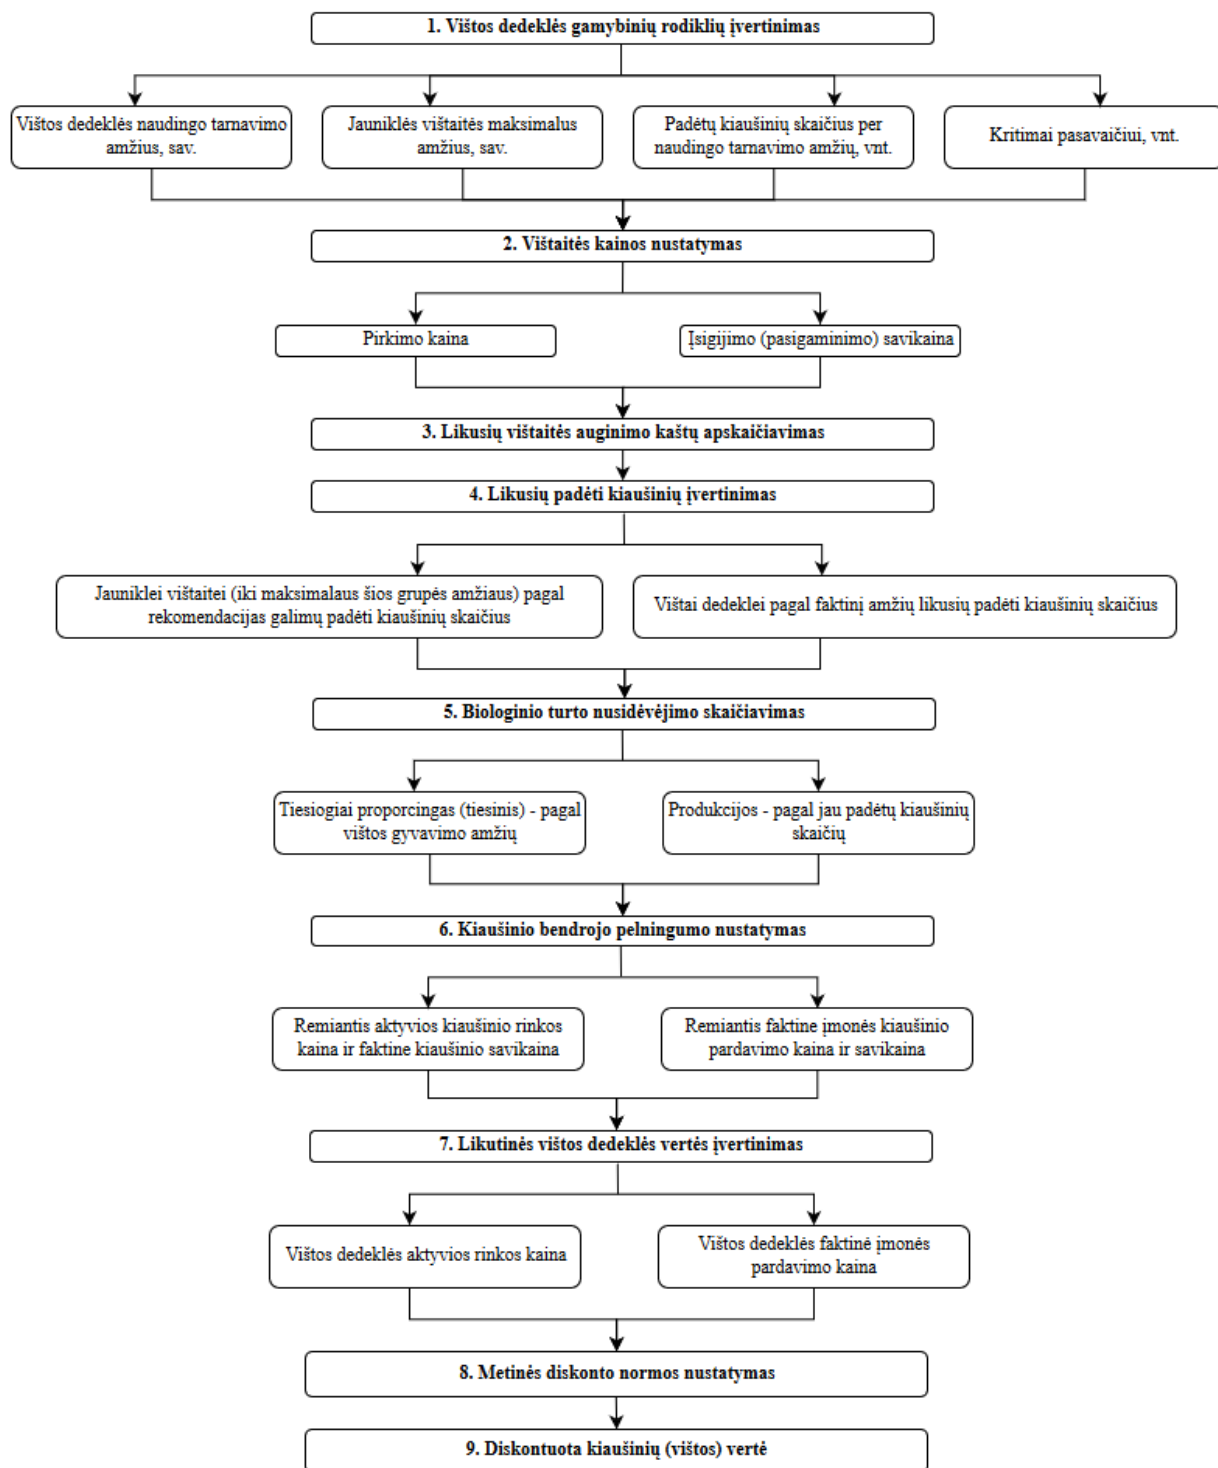 1. Vištos dedeklės gamybinių rodiklių įvertinimas
Vištos dedeklės naudingo tarnavimo
amžius, sav.
Jauniklės vištaitės maksimalus
amžius, sav.
Padėtų kiaušinių skaičius per
naudingo tarnavimo amžių, vnt.
Kritimai pasavaičiui, vnt.
2. Vištaitės kainos nustatymas
Pirkimo kaina
Įsigijimo (pasigaminimo) savikaina
3. Likusių vištaitės auginimo kaštų apskaičiavimas
4. Likusių padėti kiaušinių įvertinimas
Jauniklei vištaitei (iki maksimalaus šios grupės amžiaus) pagal
rekomendacijas galimų padėti kiaušinių skaičius
Vištai dedeklei pagal faktinį amžių likusių padėti kiaušinių skaičius
5. Biologinio turto nusidėvėjimo skaičiavimas
Tiesiogiai proporcingas (tiesinis) - pagal
vištos gyvavimo amžių
Produkcijos - pagal jau padėtų kiaušinių
skaičių
6. Kiaušinio bendrojo pelningumo nustatymas
Remiantis aktyvios kiaušinio rinkos
kaina ir faktine kiaušinio savikaina
Remiantis faktine įmonės kiaušinio
pardavimo kaina ir savikaina
7. Likutinės vištos dedeklės vertės įvertinimas
Vištos dedeklės aktyvios rinkos kaina
Vištos dedeklės faktinė įmonės
pardavimo kaina
8. Metinės diskonto normos nustatymas
9. Diskontuota kiaušinių (vištos) vertė